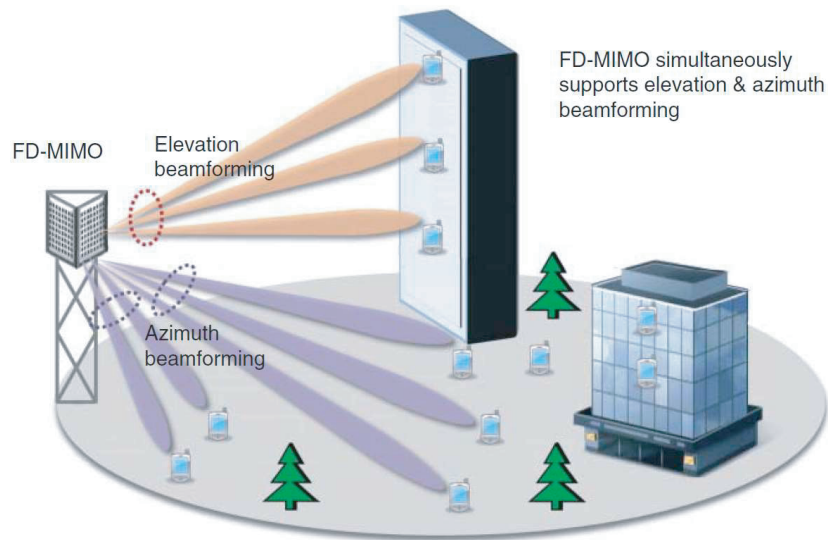 FD-MIMO simultaneously
supports elevation & azimuth
beamforming
FD-MIMO
Elevation
beamforming
Azimuth
beamforming